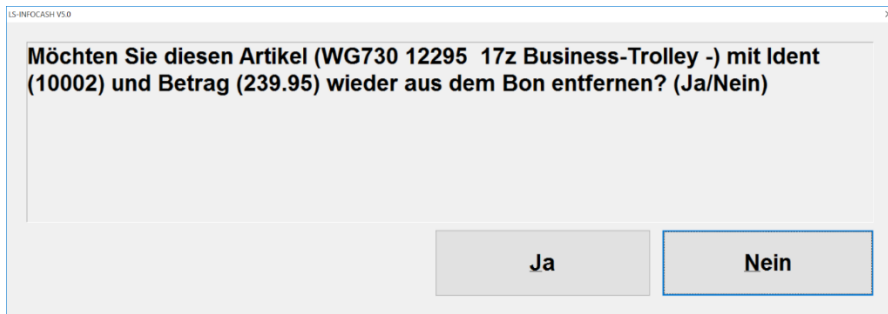 LS-INFOCASH V5.0
Möchten Sie diesen Artikel (WG730 12295  17z Business-Trolley -) mit Ident
(10002) und Betrag (239.95) wieder aus dem Bon entfernen? (Ja/Nein)
Ja
Nein